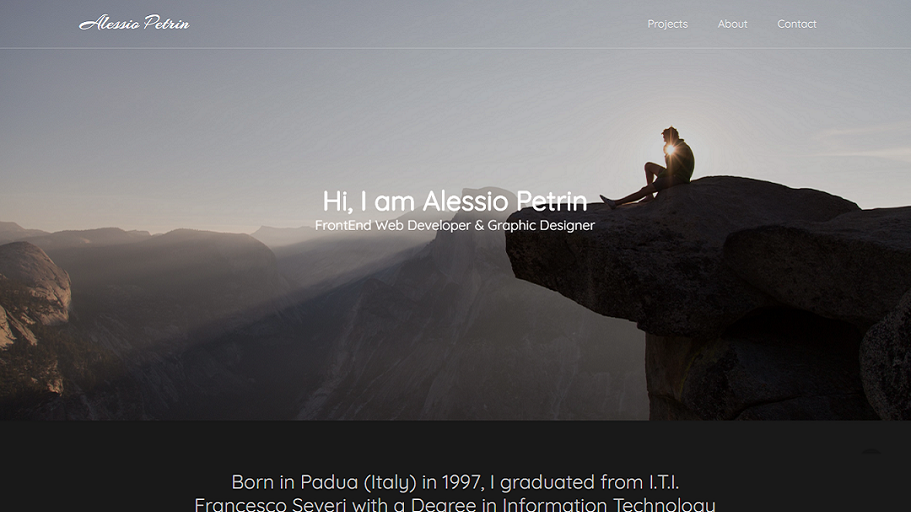 Alessio Petrin
Projects About Contact
Hi, I am Alessio Petrin
FrontEnd Web Developer & Graphic Designer
Born in Padua (Italy) in 1997, I graduated from I.T.I.
Francesco Severi with a Degree in Information Technology